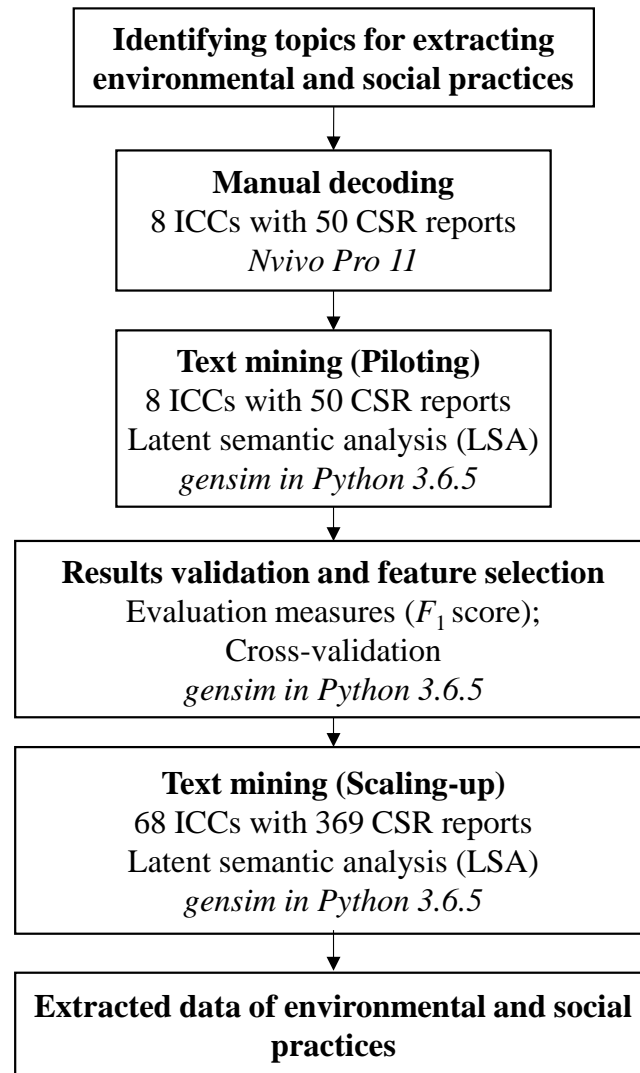 Identifying topics for extracting
environmental and social practices
Manual decoding
8 ICCs with 50 CSR reports
Nvivo Pro 11
Text mining (Piloting)
8 ICCs with 50 CSR reports
Latent semantic analysis (LSA)
gensim in Python 3.6.5
Results validation and feature selection
Evaluation measures (F1 score);
Cross-validation
gensim in Python 3.6.5
Text mining (Scaling-up)
68 ICCs with 369 CSR reports
Latent semantic analysis (LSA)
gensim in Python 3.6.5
Extracted data of environmental and social
practices